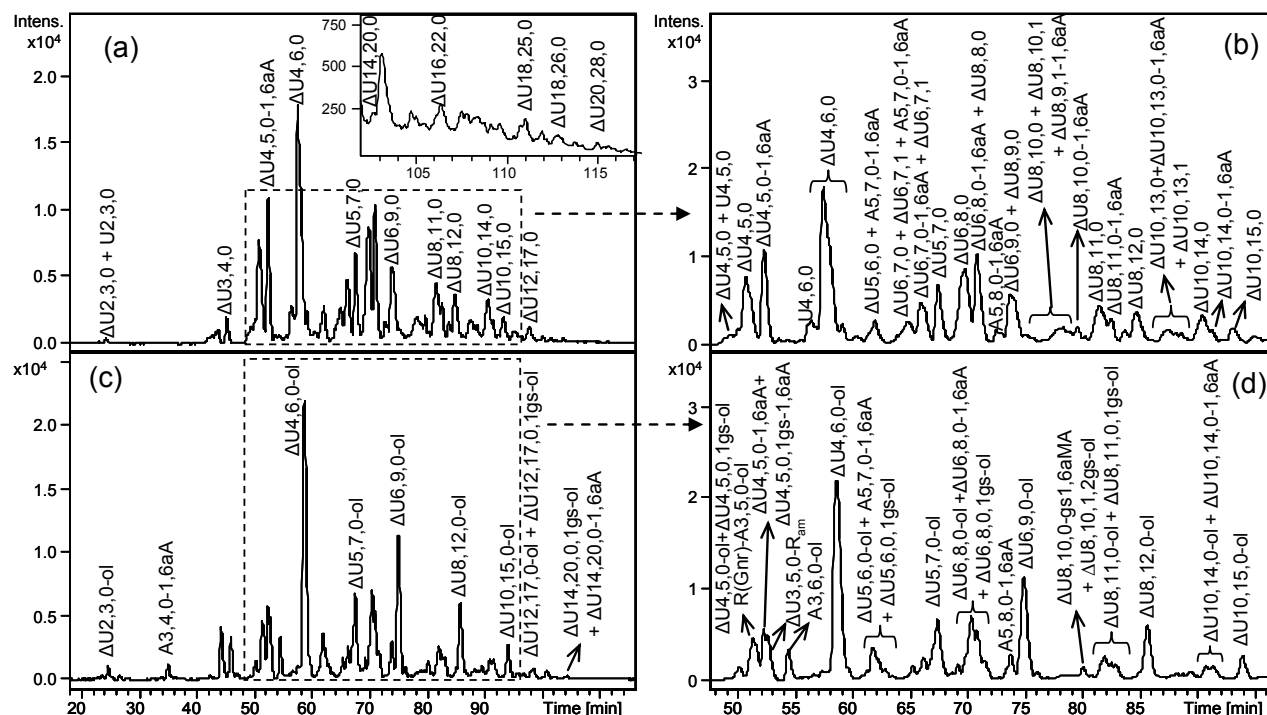 Intens.
x10⁴
(a)
2.0
1.5
1.0
0.5
0.0
ΔU2,3,0 + U2,3,0
ΔU3,4,0
ΔU4,5,0-1,6aA
ΔU4,6,0
ΔU5,7,0
ΔU6,9,0
ΔU8,11,0
ΔU8,12,0
ΔU10,14,0
ΔU10,15,0
ΔU12,17,0
750
500
250
ΔU14,20,0
ΔU16,22,0
ΔU18,25,0
ΔU18,26,0
ΔU20,28,0
105
110
115
Intens.
x10⁴
(b)
3
2
1
0
ΔU4,5,0 + U4,5,0
ΔU4,5,0
ΔU4,5,0-1,6aA
U4,6,0
ΔU4,6,0
ΔU5,6,0 + A5,7,0-1.6aA
ΔU6,7,0 + ΔU6,7,1 + A5,7,0-1,6aA
ΔU6,7,0-1,6aA + ΔU6,7,1
ΔU5,7,0
ΔU6,8,0
ΔU6,8,0-1,6aA + ΔU8,8,0
A5,8,0-1,6aA
ΔU6,9,0 + ΔU8,9,0
ΔU8,10,0 + ΔU8,10,1
+ ΔU8,9,1-1,6aA
ΔU8,10,0-1,6aA
ΔU8,11,0
ΔU8,11,0-1,6aA
ΔU8,12,0
ΔU10,13,0+ΔU10,13,0-1,6aA
+ ΔU10,13,1
ΔU10,14,0
ΔU10,14,0-1,6aA
ΔU10,15,0
x10⁴
(c)
2.0
1.5
1.0
0.5
0.0
ΔU2,3,0-ol
A3,4,0-1,6aA
ΔU4,6,0-ol
ΔU5,7,0-ol
ΔU6,9,0-ol
ΔU8,12,0-ol
ΔU10,15,0-ol
ΔU12,17,0-ol + ΔU12,17,0,1gs-ol
ΔU14,20,0,1gs-ol
+ ΔU14,20,0-1,6aA
20 30 40 50 60 70 80 90 Time [min]
x10⁴
(d)
3
2
1
0
ΔU4,5,0-ol+ΔU4,5,0,1gs-ol
R(Gnr)-A3,5,0-ol
ΔU4,5,0-1,6aA+
ΔU4,5,0,1gs-1,6aA
ΔU3,5,0-Ram
A3,6,0-ol
ΔU4,6,0-ol
ΔU5,6,0-ol + A5,7,0-1,6aA
+ ΔU5,6,0,1gs-ol
ΔU5,7,0-ol
ΔU6,8,0-ol +ΔU6,8,0-1,6aA
+ ΔU6,8,0,1gs-ol
A5,8,0-1,6aA
ΔU6,9,0-ol
ΔU8,10,0-gs1,6aMA
+ ΔU8,10,1,2gs-ol
ΔU8,11,0-ol + ΔU8,11,0,1gs-ol
ΔU8,12,0-ol
ΔU10,14,0-ol + ΔU10,14,0-1,6aA
ΔU10,15,0-ol
50 55 60 65 70 75 80 85 Time [min]